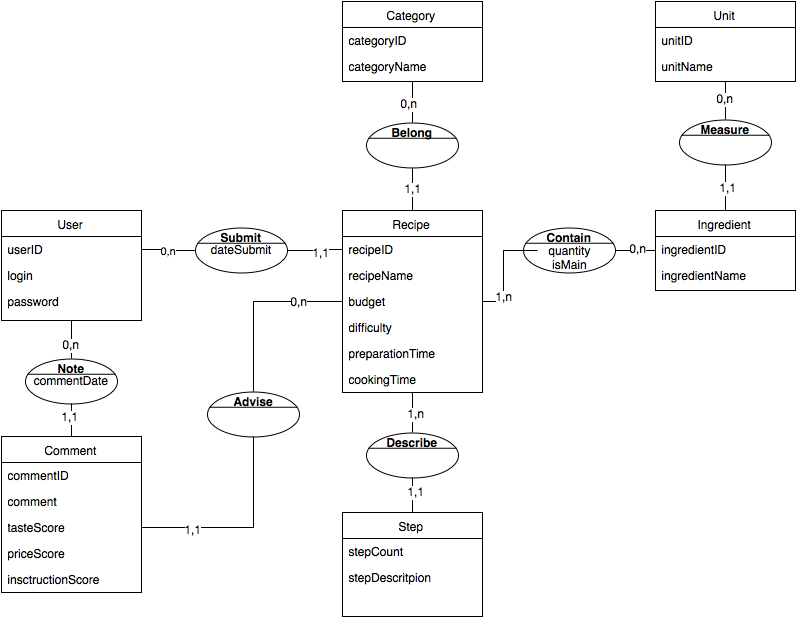 Category
categoryID
categoryName
Unit
unitID
unitName
0,n
0,n
Belong
Measure
1,1
1,1
User
userID
login
password
0,n
Submit
dateSubmit
1,1
Recipe
recipeID
recipeName
budget
difficulty
preparationTime
cookingTime
Contain
quantity
isMain
0,n
1,n
Ingredient
ingredientID
ingredientName
0,n
0,n
Note
commentDate
1,1
Advise
1,n
Describe
1,1
Comment
commentID
comment
tasteScore
priceScore
insctructionScore
1,1
Step
stepCount
stepDescritpion